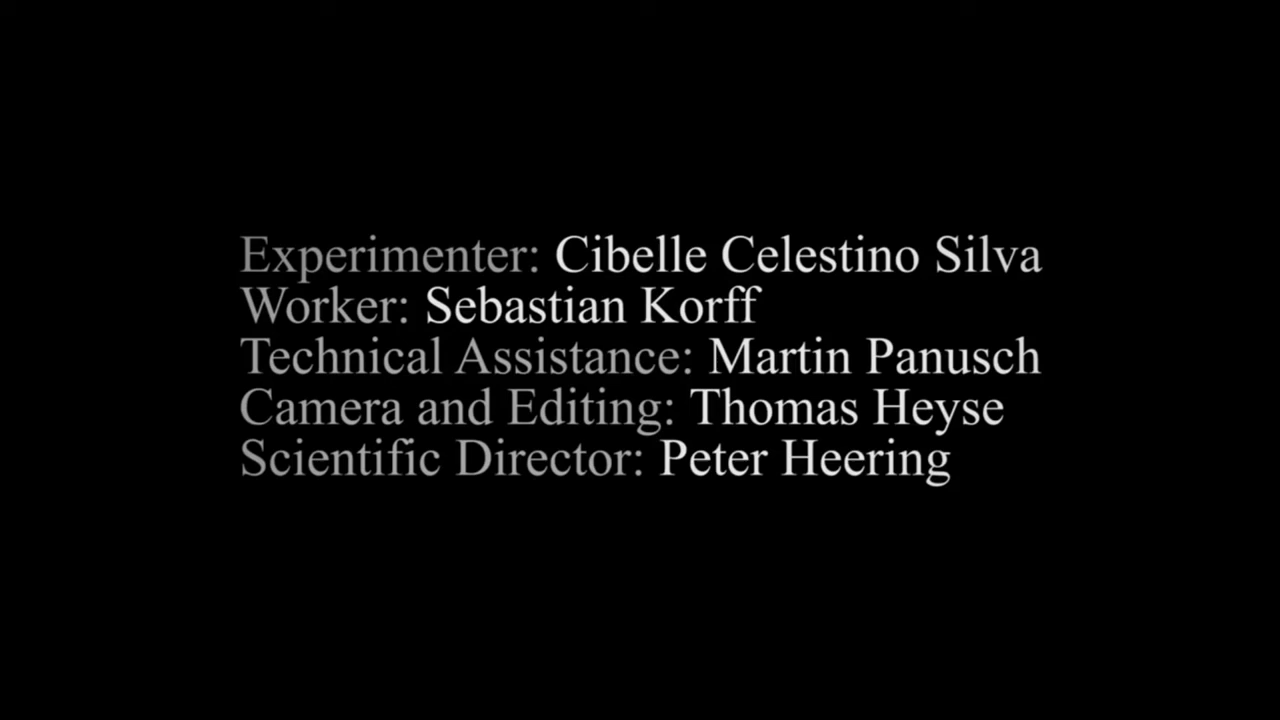 Experimenter: Cibelle Celestino Silva
Worker: Sebastian Korff
Technical Assistance: Martin Panusch
Camera and Editing: Thomas Heyse
Scientific Director: Peter Heering